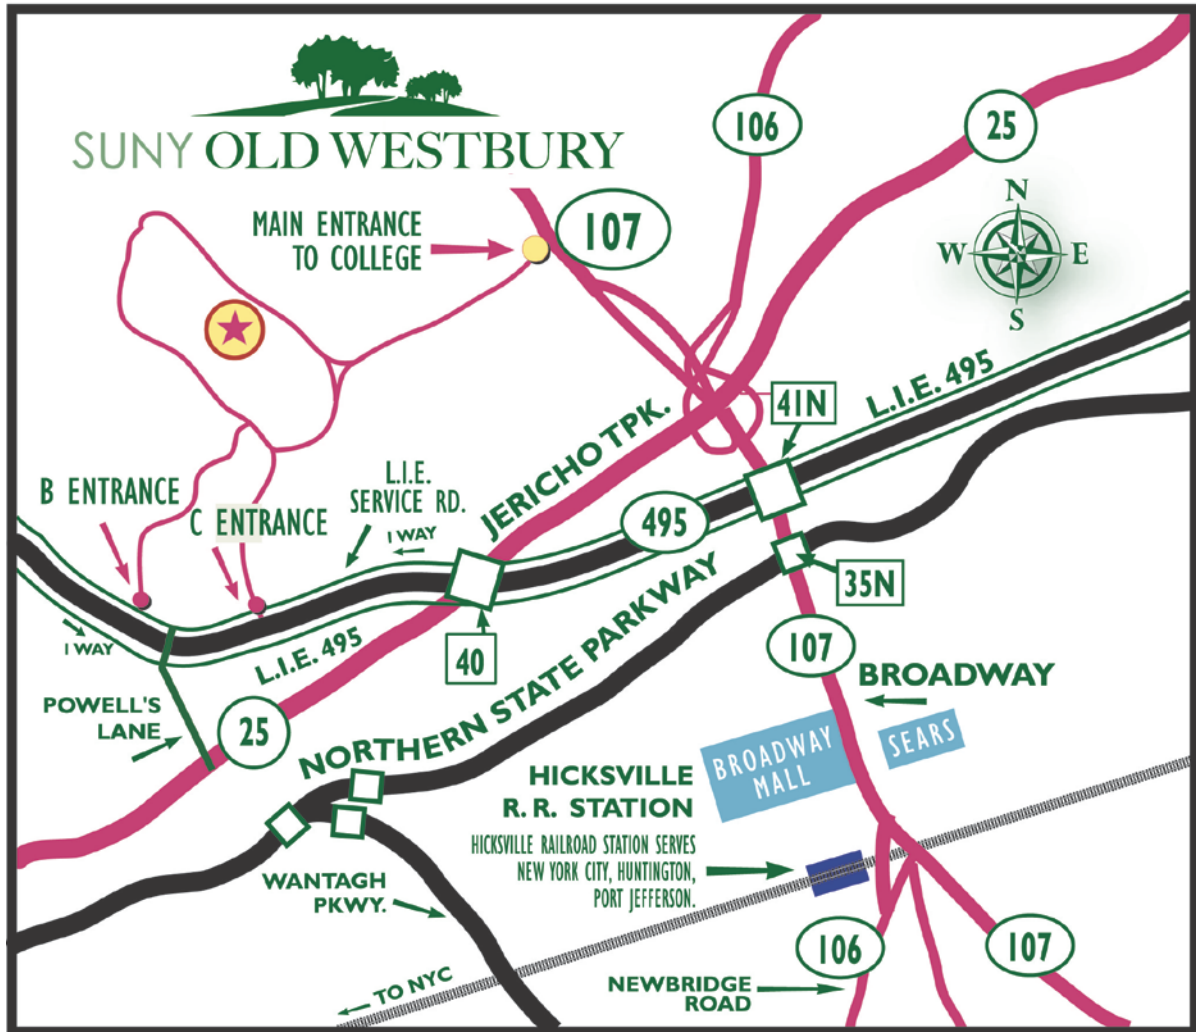 SUNY OLD WESTBURY
106
25
MAIN ENTRANCE
TO COLLEGE
107
N
W
E
S
L.I.E. 495
41N
JERICHO TPK.
B ENTRANCE
C ENTRANCE
L.I.E.
SERVICE RD.
1 WAY
495
35N
1 WAY
L.I.E. 495
40
NORTHERN STATE PARKWAY
107
BROADWAY
POWELL'S
LANE
25
BROADWAY
MALL
SEARS
HICKSVILLE
R.R. STATION
HICKSVILLE RAILROAD STATION SERVES
NEW YORK CITY, HUNTINGTON,
PORT JEFFERSON.
WANTAGH
PKWY.
106
107
TO NYC
NEWBRIDGE
ROAD